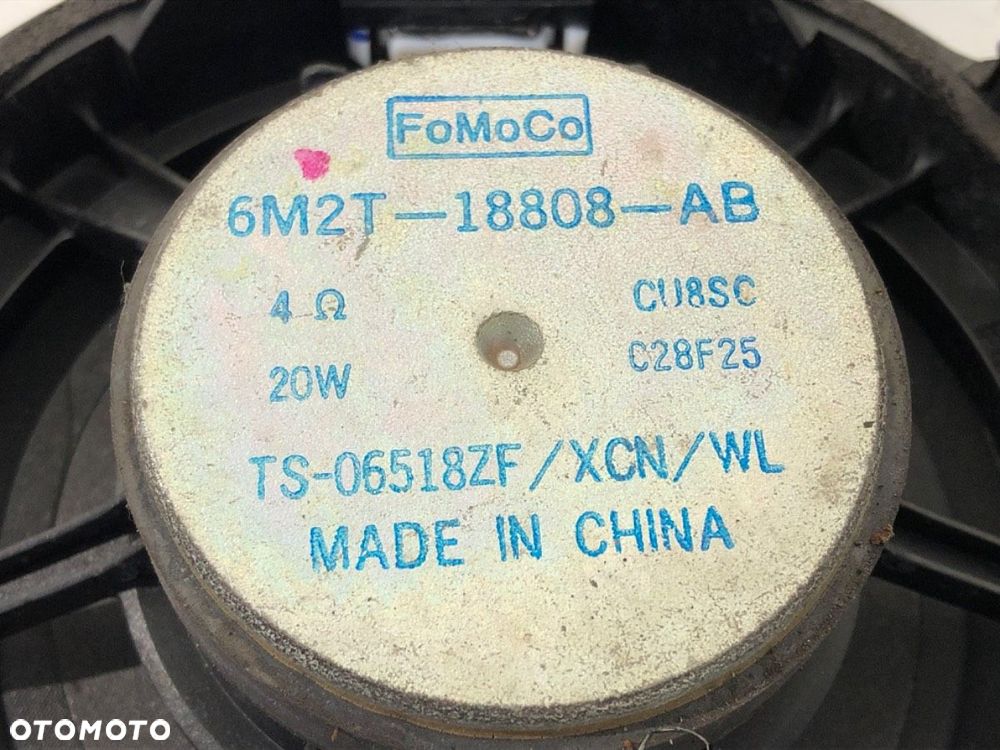 FoMoCo
6M2T-18808-AB
4 Ω
CU8SC
20W
C28F25
TS-06518ZF/XCN/WL
MADE IN CHINA
OTOMOTO